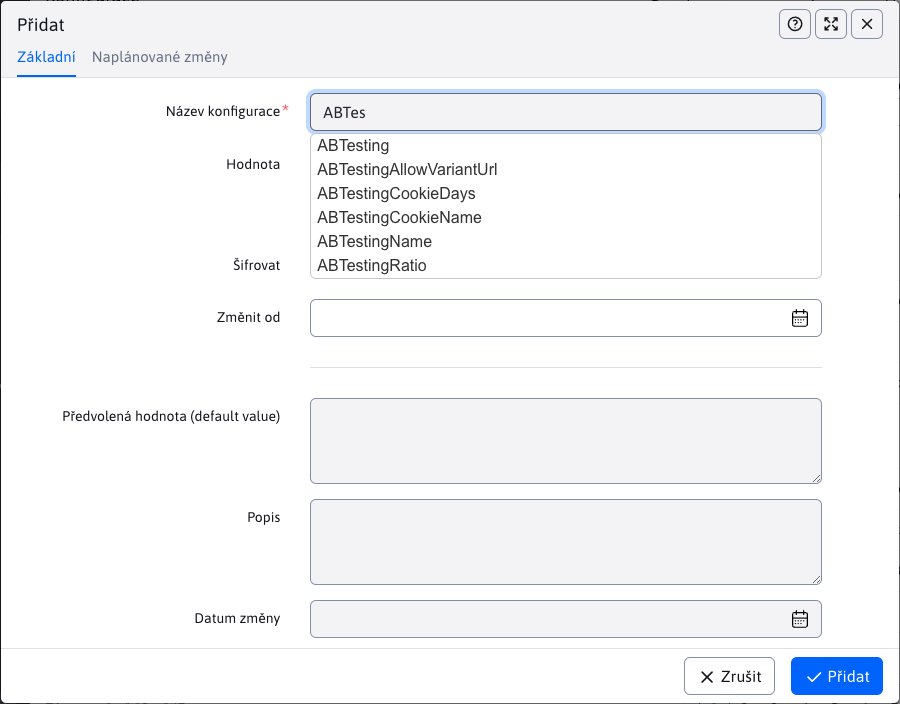 Přidat
Základní Naplánované změny
Název konfigurace*
ABTes
ABTesting
Hodnota
ABTestingAllowVariantUrl
ABTestingCookieDays
ABTestingCookieName
ABTestingName
Šifrovat
ABTestingRatio
Změnit od
Předvolená hodnota (default value)
Popis
Datum změny
Zrušit
Přidat